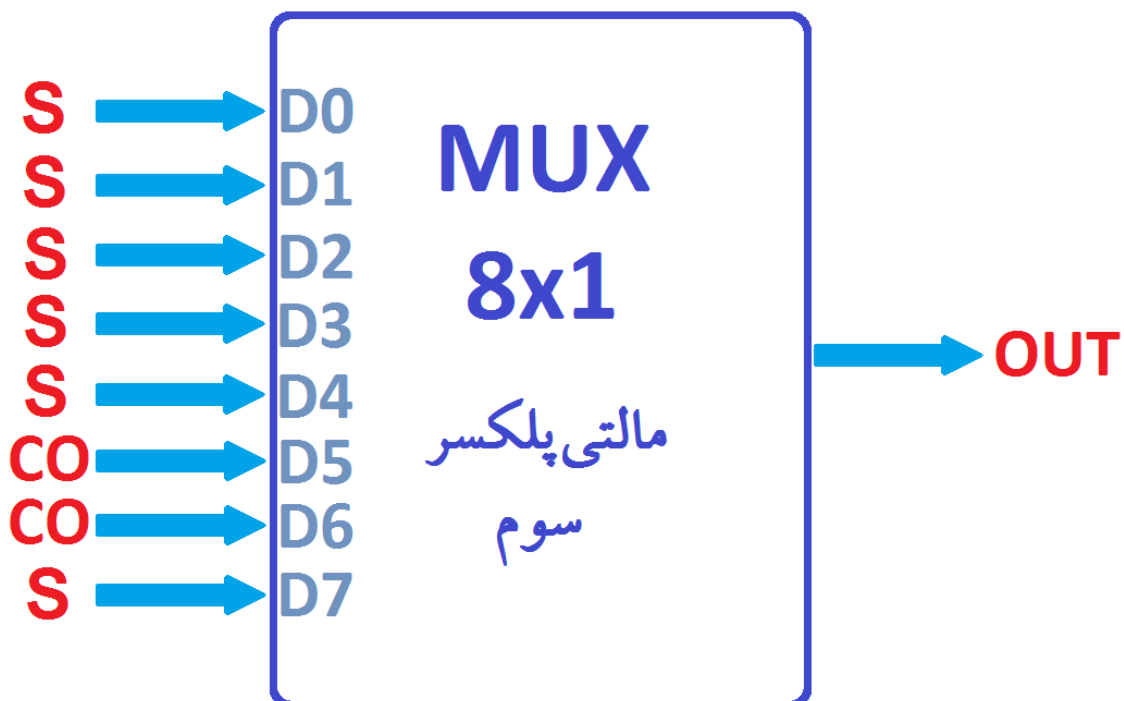 S D0
S D1
S D2
S D3
S D4
CO D5
CO D6
S D7
MUX
8x1
مالتی پلکسر
سوم
OUT